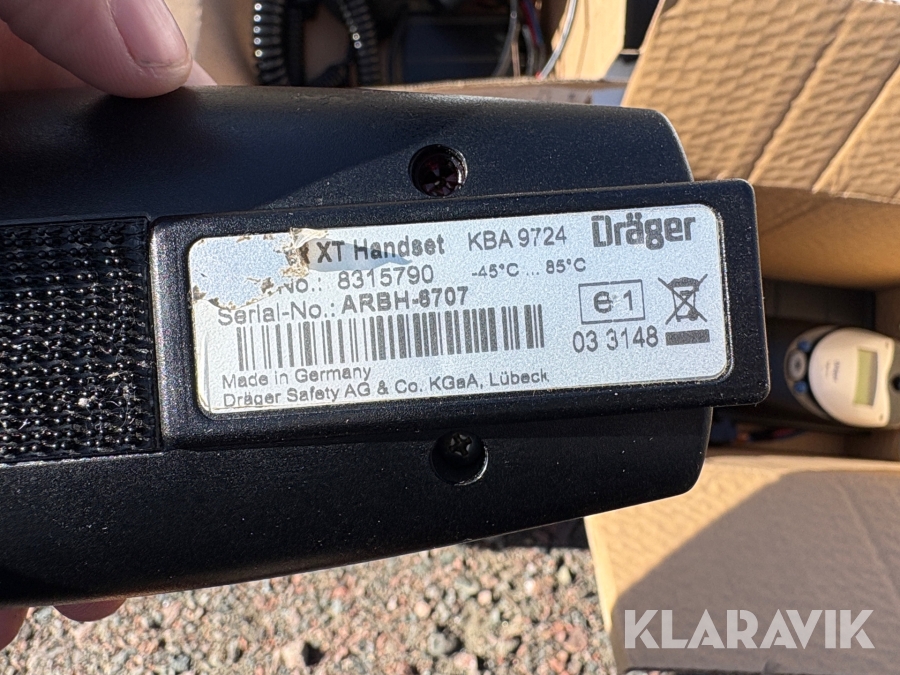 XT Handset KBA 9724 Dräger
No.: 8315790 -45°C ... 85°C
Serial-No.: ARBH-8707
e 1
03 3148
Made in Germany
Dräger Safety AG & Co. KGaA, Lübeck
KLARAVIK